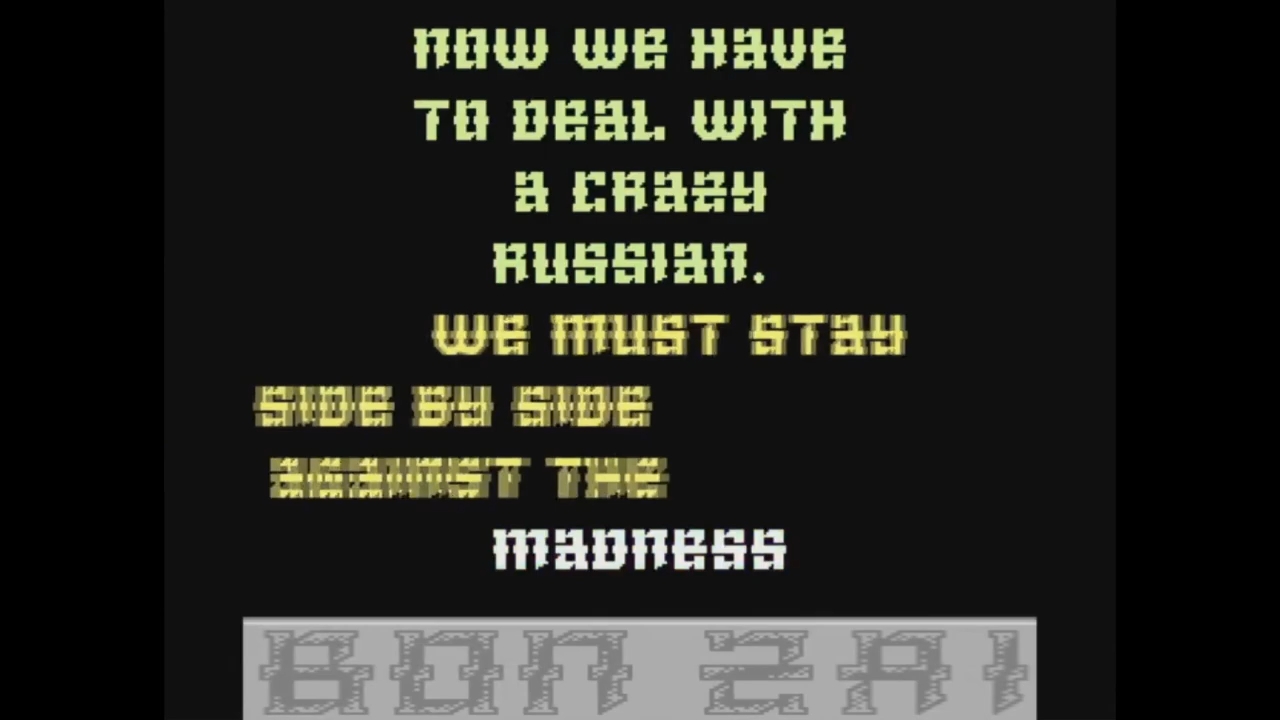 NOW WE HAVE
TO DEAL WITH
A CRAZY
RUSSIAN.
WE MUST STAY
SIDE BY SIDE
AGAINST THE
MADNESS
BON ZAI